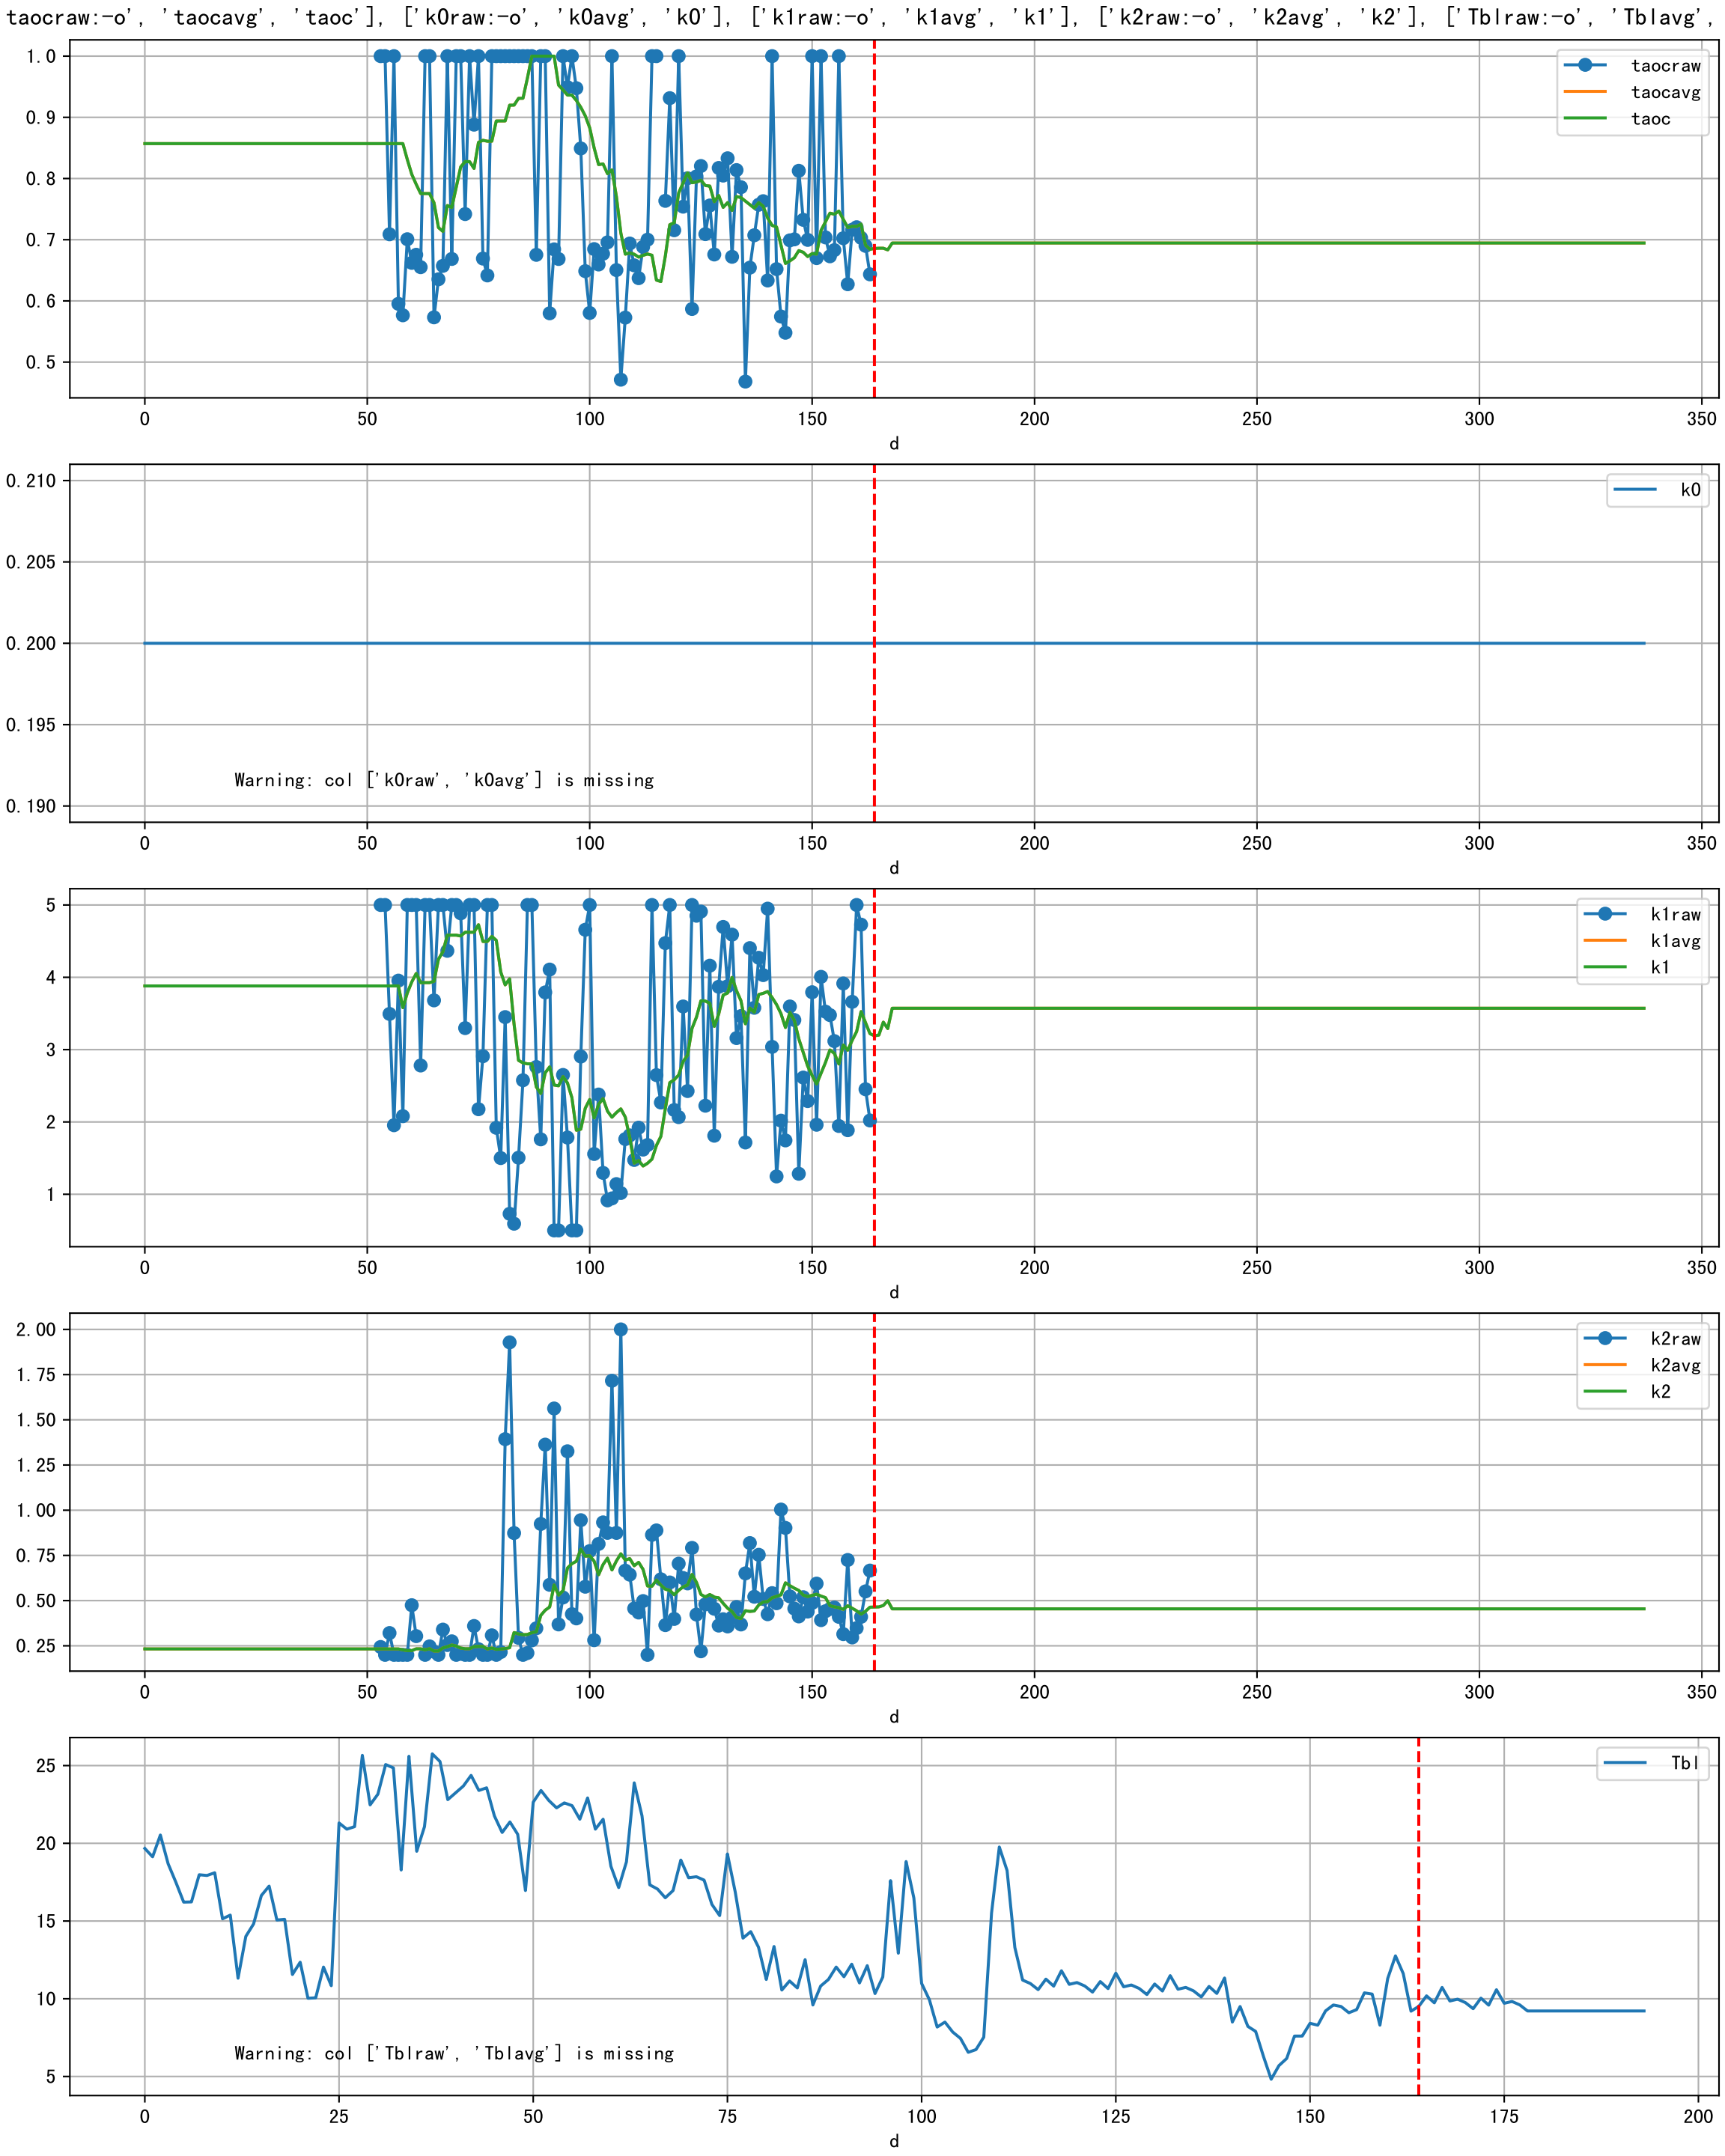 taocraw:-o', 'taocavg', 'taoc'], ['k0raw:-o', 'k0avg', 'k0'], ['k1raw:-o', 'k1avg', 'k1'], ['k2raw:-o', 'k2avg', 'k2'], ['Tblraw:-o', 'Tblavg',
1.0
0.9
0.8
0.7
0.6
0.5
taocraw
taocavg
taoc
0 50 100 150 200 250 300 350
d
0.210
0.205
0.200
0.195
0.190
k0
Warning: col ['k0raw', 'k0avg'] is missing
0 50 100 150 200 250 300 350
d
5
4
3
2
1
k1raw
k1avg
k1
0 50 100 150 200 250 300 350
d
2.00
1.75
1.50
1.25
1.00
0.75
0.50
0.25
k2raw
k2avg
k2
0 50 100 150 200 250 300 350
d
25
20
15
10
5
Tbl
Warning: col ['Tblraw', 'Tblavg'] is missing
0 25 50 75 100 125 150 175 200
d